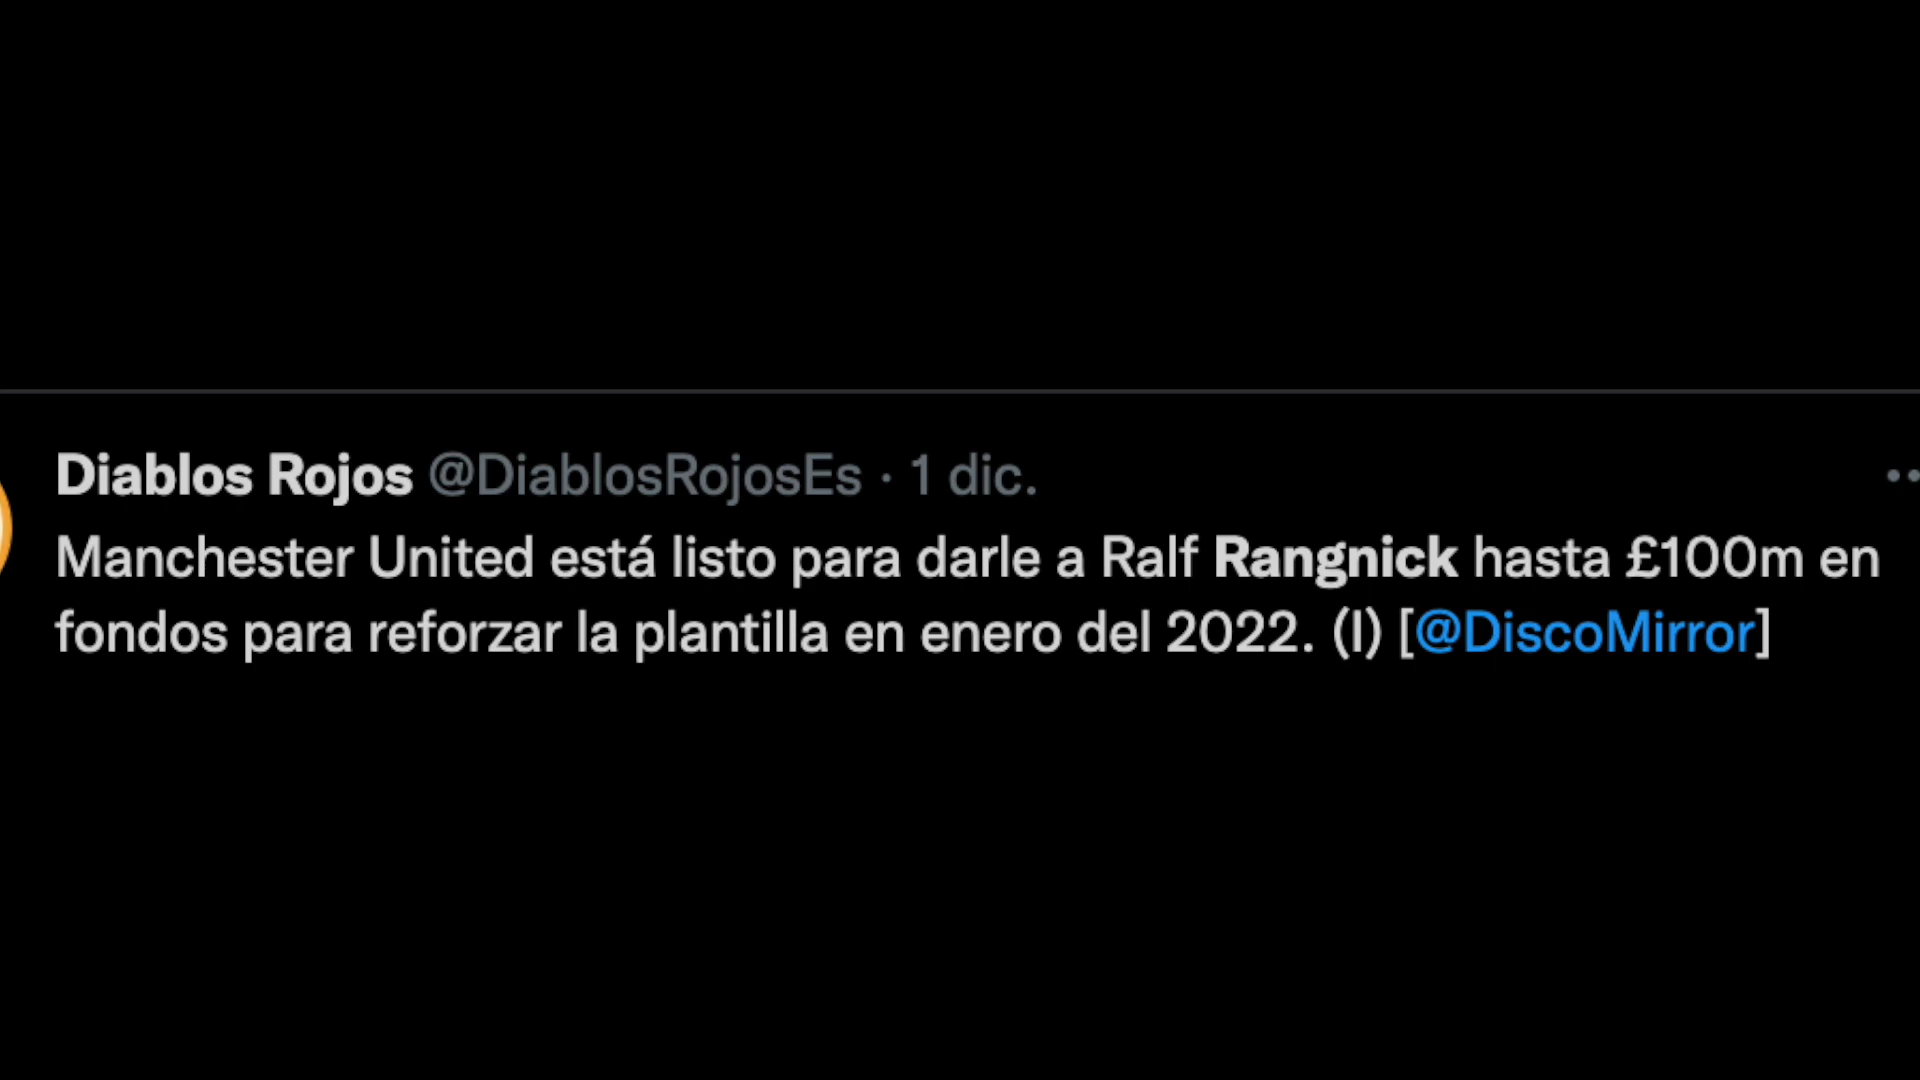 Diablos Rojos @DiablosRojosEs · 1 dic.
Manchester United está listo para darle a Ralf Rangnick hasta £100m en
fondos para reforzar la plantilla en enero del 2022. (I) [@DiscoMirror]